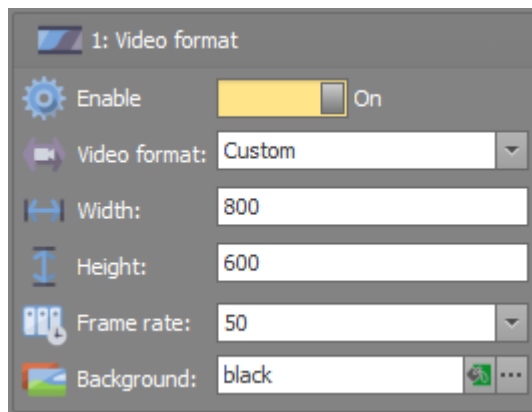 1: Video format
Enable On
Video format: Custom
Width: 800
Height: 600
Frame rate: 50
Background: black